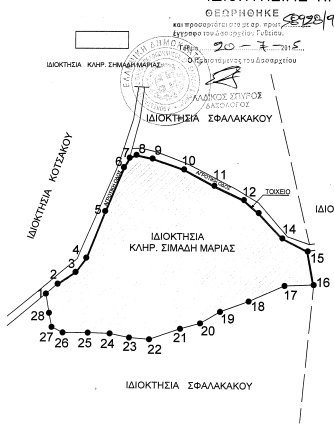 ΘΕΩΡΗΘΗΚΕ
και προσαρτάται στο με αρ. πρωτ.
έγγραφο του Δασαρχείου Γυθείου.
20 - 7 - 2015
Ο Προϊστάμενος του Δασαρχείου
ΛΑΔΙΚΟΣ ΣΠΥΡΟΣ
ΔΑΣΟΛΟΓΟΣ
ΙΔΙΟΚΤΗΣΙΑ ΚΛΗΡ. ΣΙΜΑΔΗ ΜΑΡΙΑΣ
ΙΔΙΟΚΤΗΣΙΑ ΣΦΑΛΑΚΑΚΟΥ
ΙΔΙΟΚΤΗΣΙΑ ΚΟΤΣΑΚΟΥ
7 8 9
6
10
11
12
ΤΟΙΧΕΙΟ
5
14
ΙΔΙΟ
ΙΔΙΟΚΤΗΣΙΑ
ΚΛΗΡ. ΣΙΜΑΔΗ ΜΑΡΙΑΣ
4
15
3
2
1
16
17
18
19
20
21
22
23
24
25
26
27
28
ΙΔΙΟΚΤΗΣΙΑ ΣΦΑΛΑΚΑΚΟΥ